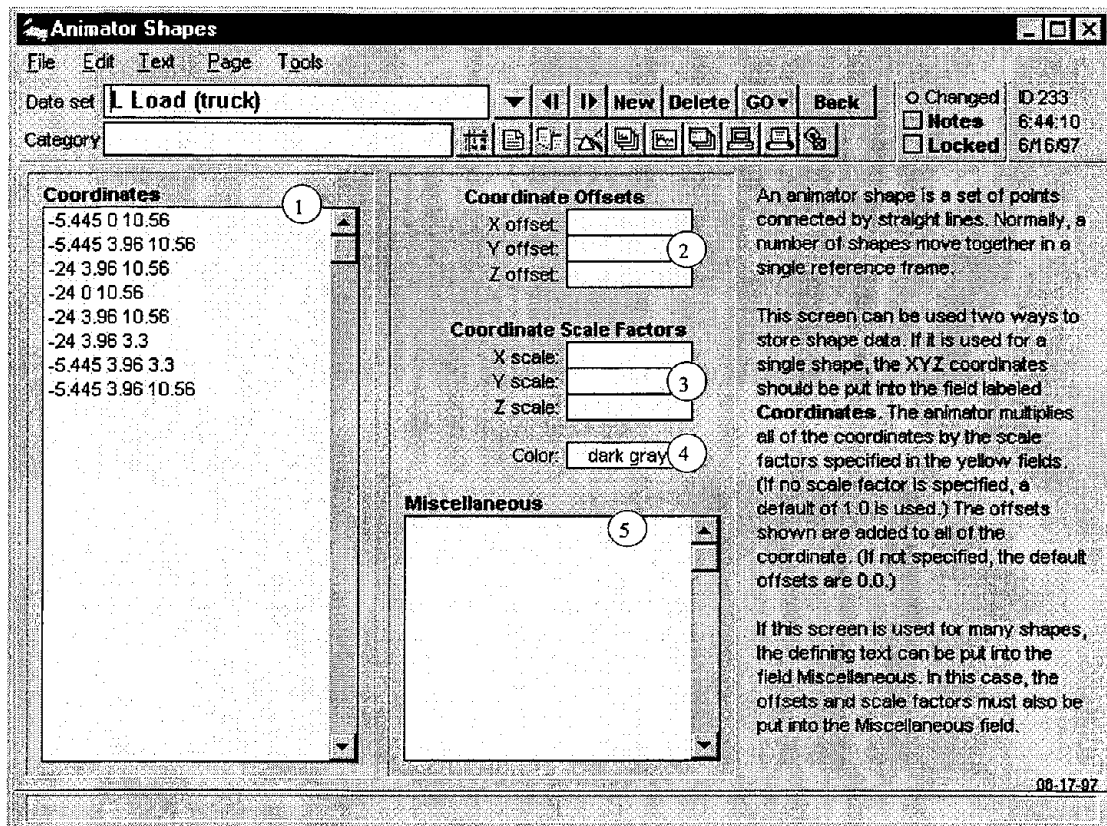 Animator Shapes
File Edit Text Page Tools
Data set L Load (truck) New Delete GO Back Changed ID 233
Notes 6:44:10
Category Locked 6/16/97
Coordinates
1
-5.445 0 10.56
-5.445 3.96 10.56
-24 3.96 10.56
-24 0 10.56
-24 3.96 10.56
-24 3.96 3.3
-5.445 3.96 3.3
-5.445 3.96 10.56
Coordinate Offsets
X offset:
Y offset: 2
Z offset:
Coordinate Scale Factors
X scale:
Y scale: 3
Z scale:
Color: dark gray 4
Miscellaneous
5
An animator shape is a set of points
connected by straight lines. Normally, a
number of shapes move together in a
single reference frame.
This screen can be used two ways to
store shape data. If it is used for a
single shape, the XYZ coordinates
should be put into the field labeled
Coordinates. The animator multiplies
all of the coordinates by the scale
factors specified in the yellow fields.
(If no scale factor is specified, a
default of 1.0 is used.) The offsets
shown are added to all of the
coordinate. (If not specified, the default
offsets are 0.0.)
If this screen is used for many shapes,
the defining text can be put into the
field Miscellaneous. In this case, the
offsets and scale factors must also be
put into the Miscellaneous field.
06-17-97